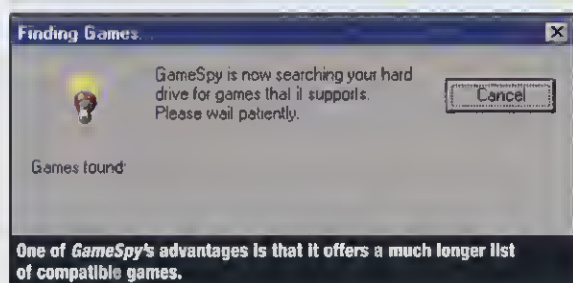 Finding Games...
GameSpy is now searching your hard
drive for games that it supports.
Please wait patiently.
Cancel
Games found:
One of GameSpy's advantages is that it offers a much longer list
of compatible games.